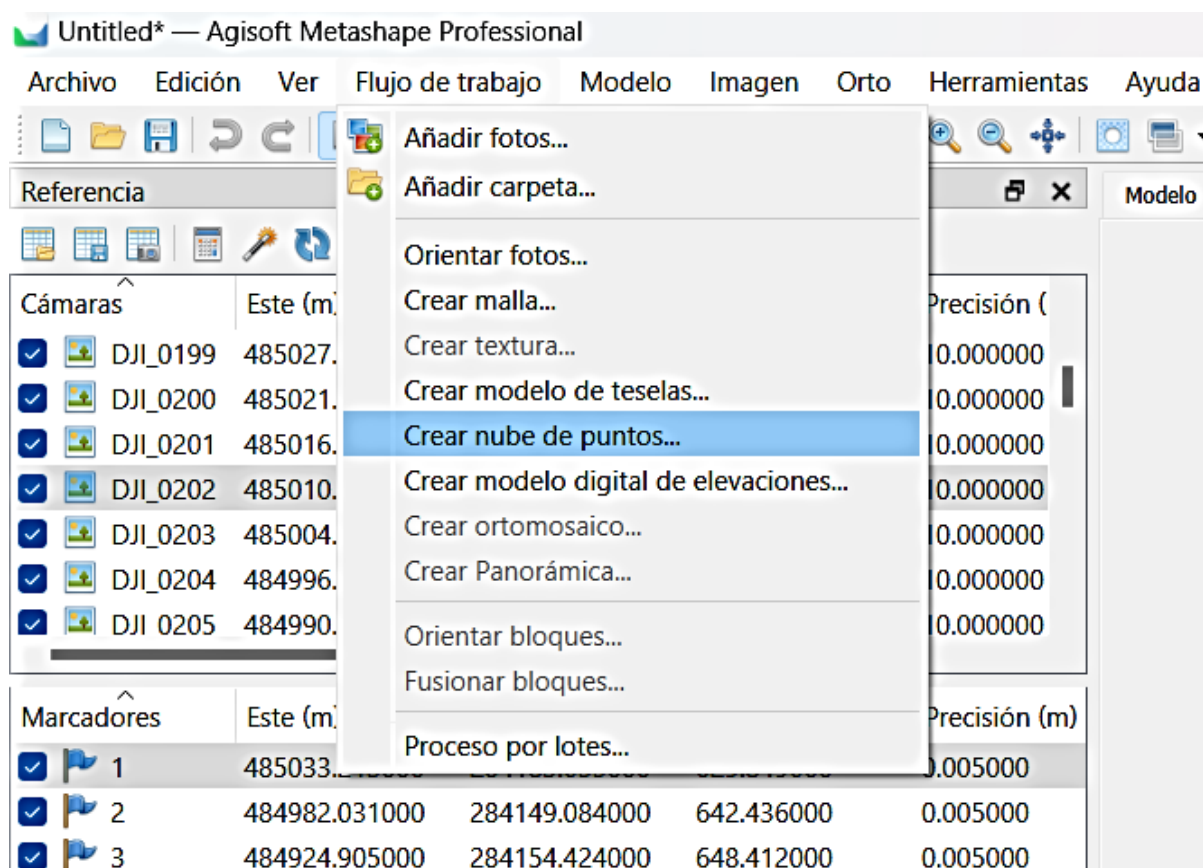 Untitled* — Agisoft Metashape Professional
Archivo Edición Ver Flujo de trabajo Modelo Imagen Orto Herramientas Ayuda
Añadir fotos...
Referencia
Añadir carpeta...
Modelo
Orientar fotos...
Cámaras Este (m) Crear malla... Precisión (
Crear textura...
DJI_0199 485027. 10.000000
Crear modelo de teselas...
DJI_0200 485021. 10.000000
Crear nube de puntos...
DJI_0201 485016. 10.000000
Crear modelo digital de elevaciones...
DJI_0202 485010. 10.000000
Crear ortomosaico...
DJI_0203 485004. 10.000000
Crear Panorámica...
DJI_0204 484996. 10.000000
DJI_0205 484990. 10.000000
Orientar bloques...
Fusionar bloques...
Marcadores Este (m) Precisión (m)
Proceso por lotes...
1 485033. 0.005000
2 484982.031000 284149.084000 642.436000 0.005000
3 484924.905000 284154.424000 648.412000 0.005000